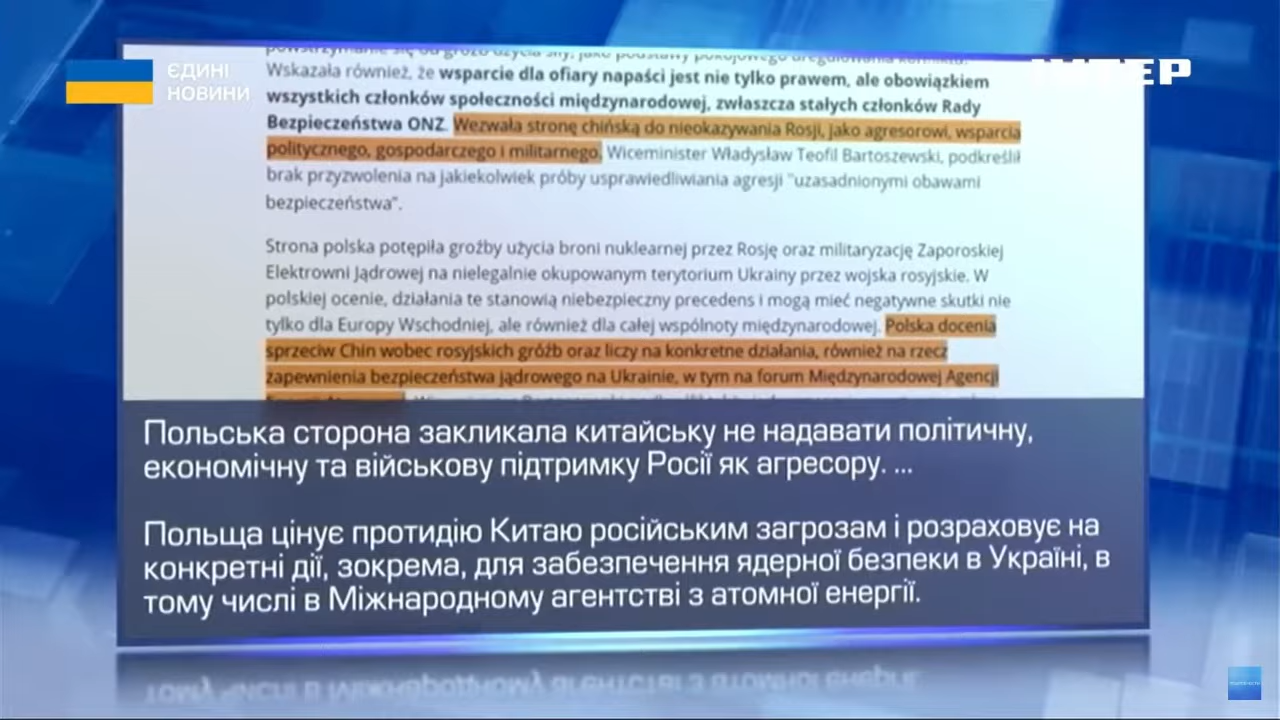 ЄДИНІ
НОВИНИ
ІНТЕР
Wskazała również, że wsparcie dla ofiary napaści jest nie tylko prawem, ale obowiązkiem
wszystkich członków społeczności międzynarodowej, zwłaszcza stałych członków Rady
Bezpieczeństwa ONZ. Wezwała stronę chińską do nieokazywania Rosji, jako agresorowi, wsparcia
politycznego, gospodarczego i militarnego. Wiceminister Władysław Teofil Bartoszewski, podkreślił
brak przyzwolenia na jakiekolwiek próby usprawiedliwiania agresji "uzasadnionymi obawami
bezpieczeństwa".
Strona polska potępiła groźby użycia broni nuklearnej przez Rosję oraz militaryzację Zaporoskiej
Elektrowni Jądrowej na nielegalnie okupowanym terytorium Ukrainy przez wojska rosyjskie. W
polskiej ocenie, działania te stanowią niebezpieczny precedens i mogą mieć negatywne skutki nie
tylko dla Europy Wschodniej, ale również dla całej wspólnoty międzynarodowej. Polska docenia
sprzeciw Chin wobec rosyjskich gróźb oraz liczy na konkretne działania, również na rzecz
zapewnienia bezpieczeństwa jądrowego na Ukrainie, w tym na forum Międzynarodowej Agencji
Польська сторона закликала китайську не надавати політичну,
економічну та військову підтримку Росії як агресору. ...
Польща цінує протидію Китаю російським загрозам і розраховує на
конкретні дії, зокрема, для забезпечення ядерної безпеки в Україні, в
тому числі в Міжнародному агентстві з атомної енергії.